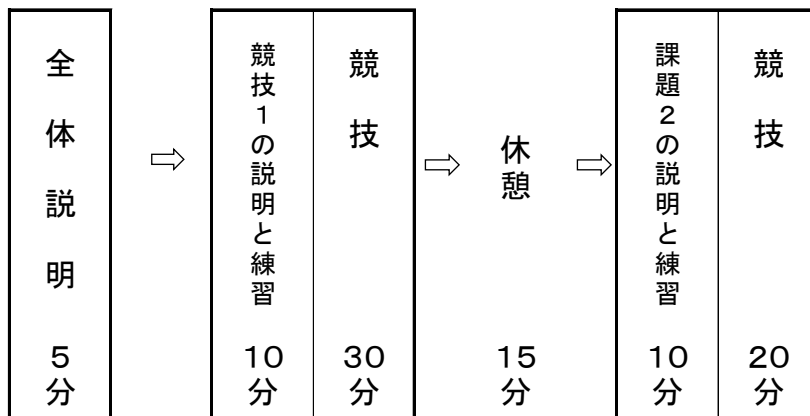 全体説明 5分
⇨
競技1の説明と練習 10分
競技 30分
⇨
休憩 15分
⇨
課題2の説明と練習 10分
競技 20分